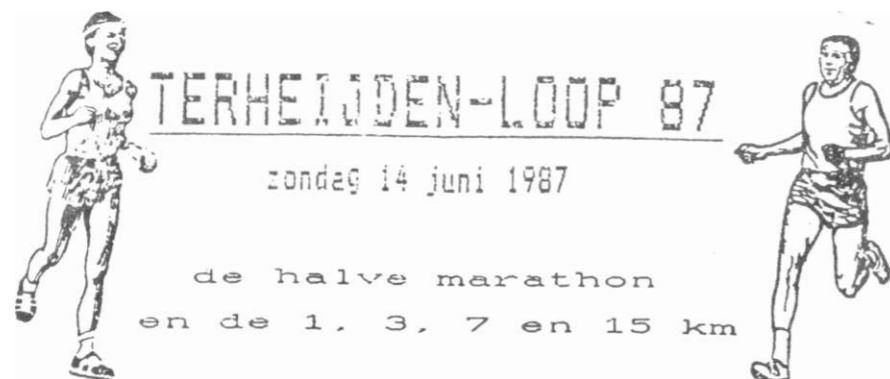 TERHEIJDEN-LOOP 87
zondag 14 juni 1987
de halve marathon
en de 1, 3, 7 en 15 km